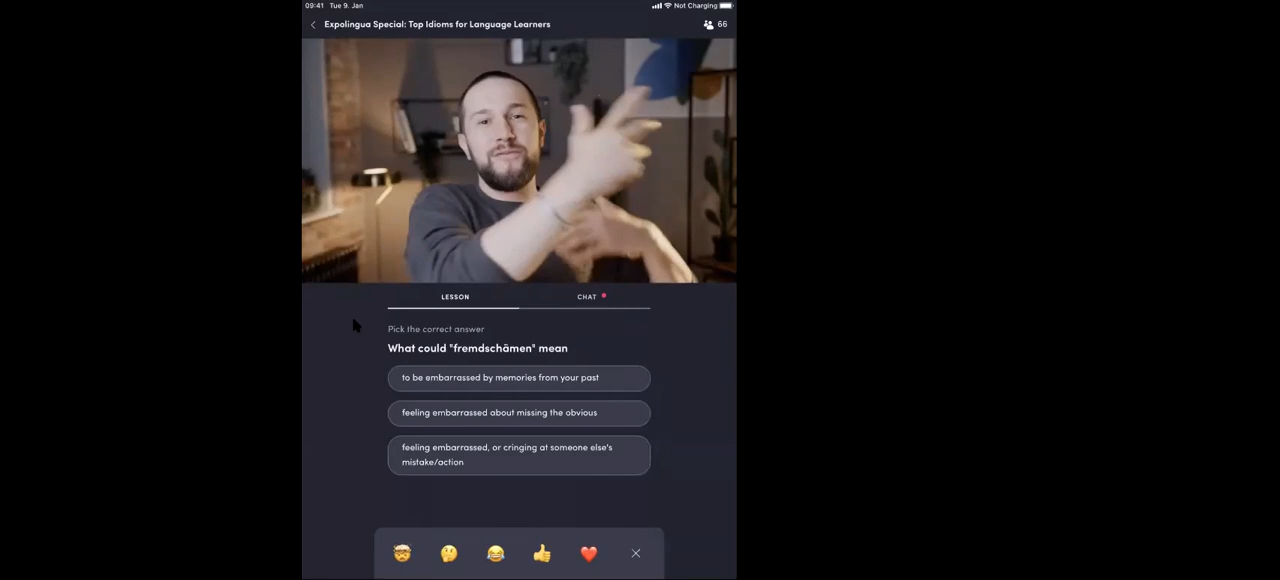 09:41 Tue 9. Jan Not Charging
Expolingua Special: Top Idioms for Language Learners 66
LESSON CHAT
Pick the correct answer
What could "fremdschämen" mean
to be embarrassed by memories from your past
feeling embarrassed about missing the obvious
feeling embarrassed, or cringing at someone else's
mistake/action